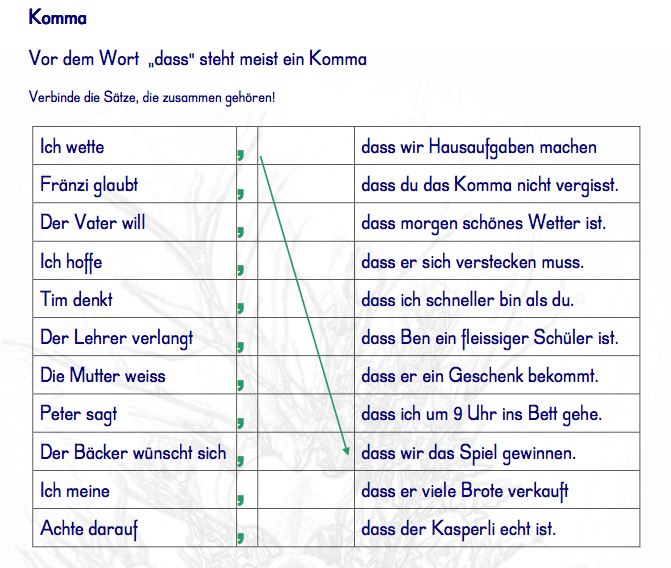 Komma
Vor dem Wort „dass" steht meist ein Komma
Verbinde die Sätze, die zusammen gehören!
Ich wette , dass wir Hausaufgaben machen
Fränzi glaubt , dass du das Komma nicht vergisst.
Der Vater will , dass morgen schönes Wetter ist.
Ich hoffe , dass er sich verstecken muss.
Tim denkt , dass ich schneller bin als du.
Der Lehrer verlangt , dass Ben ein fleissiger Schüler ist.
Die Mutter weiss , dass er ein Geschenk bekommt.
Peter sagt , dass ich um 9 Uhr ins Bett gehe.
Der Bäcker wünscht sich , dass wir das Spiel gewinnen.
Ich meine , dass er viele Brote verkauft
Achte darauf , dass der Kasperli echt ist.